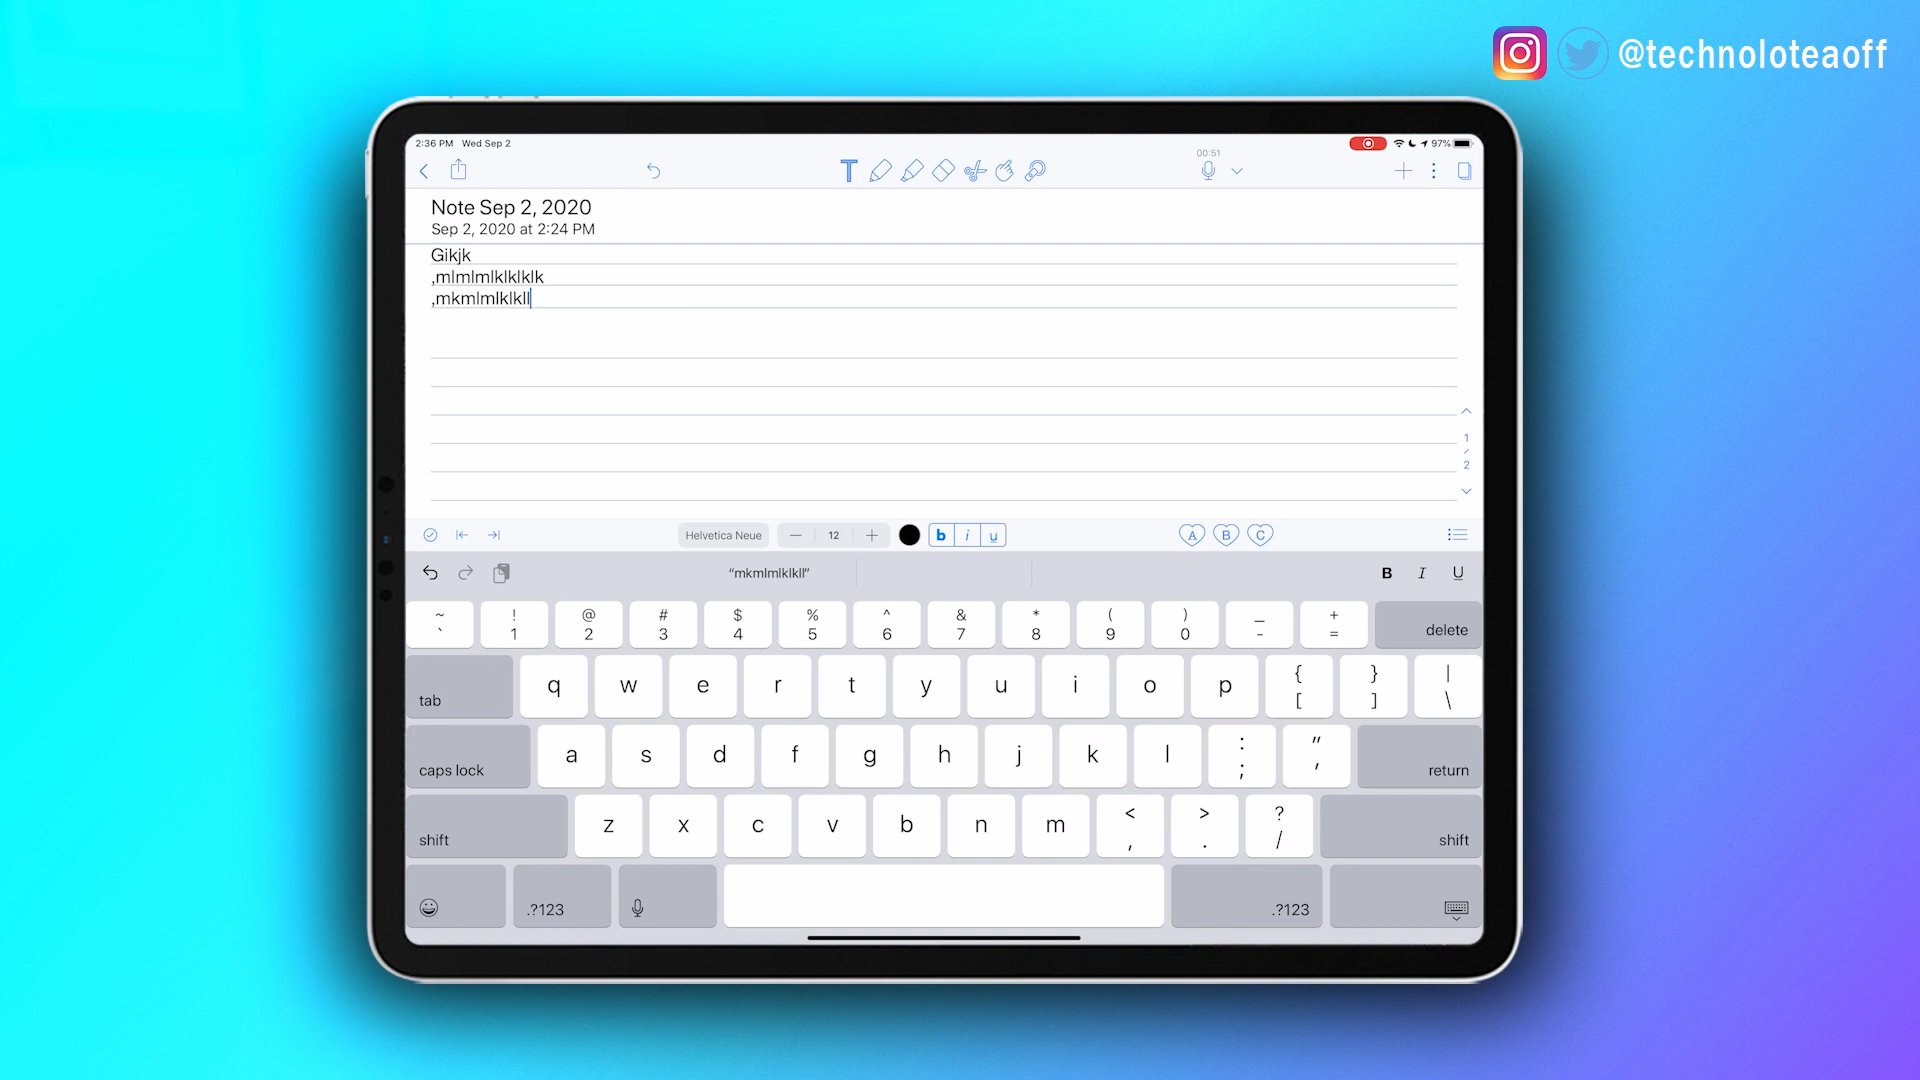 @technoloteaoff
2:36 PM Wed Sep 2
97%
00:51
Note Sep 2, 2020
Sep 2, 2020 at 2:24 PM
Gikjk
,mlmlmlklklklk
,mkmlmlklkll
1
2
Helvetica Neue
12
b i u
A B C
“mkmlmlklkll”
B I U
~ ! @ # $ % ^ & * ( ) _ +
` 1 2 3 4 5 6 7 8 9 0 - = delete
tab q w e r t y u i o p { [ } ] | \
caps lock a s d f g h j k l : ; " ' return
shift z x c v b n m < , > . ? / shift
.?123 .?123